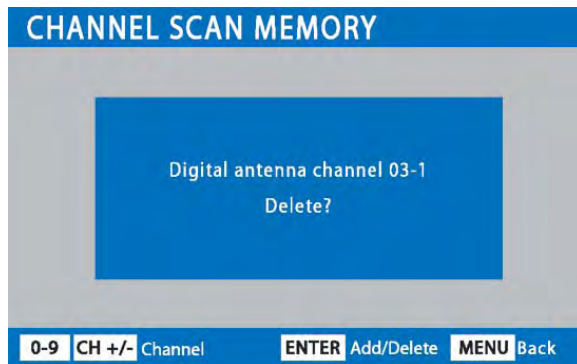 CHANNEL SCAN MEMORY
Digital antenna channel 03-1
Delete?
0-9 CH +/- Channel ENTER Add/Delete MENU Back